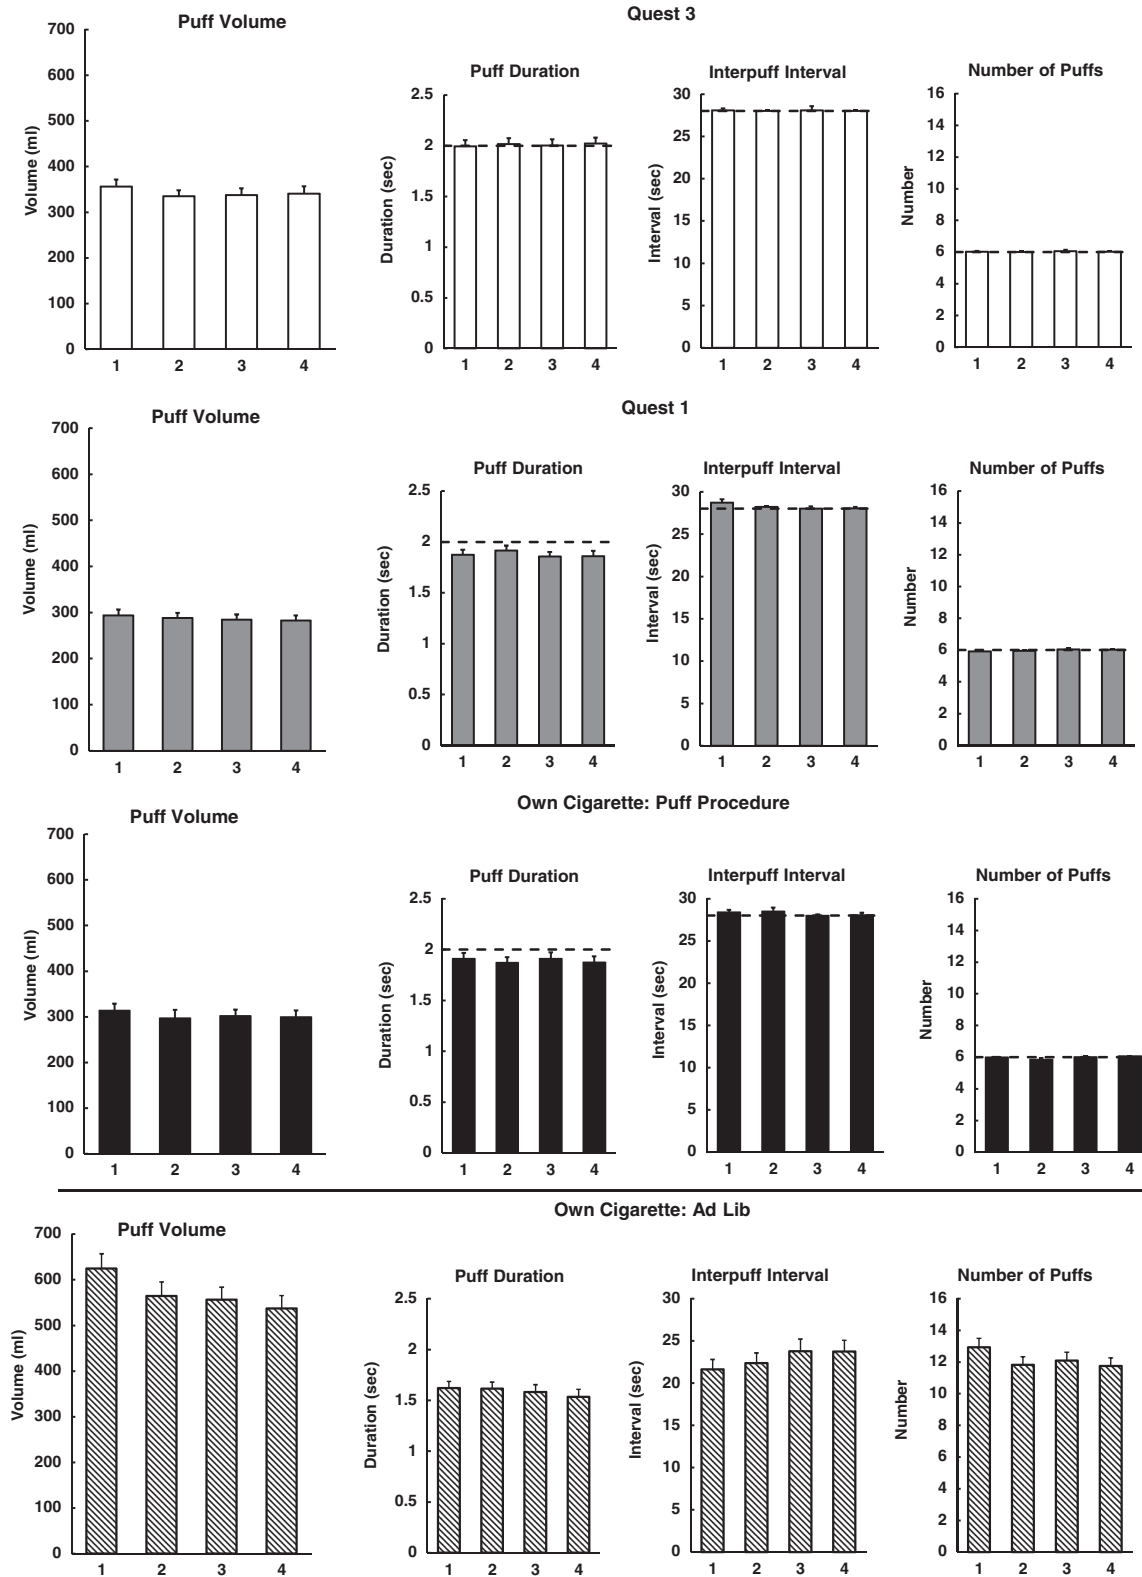 Quest 3
Puff Volume
700
600
500
400
300
200
100
0
Volume (ml)
1 2 3 4
Puff Duration
2.5
2
1.5
1
0.5
0
Duration (sec)
1 2 3 4
Interpuff Interval
30
25
20
15
10
5
0
Interval (sec)
1 2 3 4
Number of Puffs
16
14
12
10
8
6
4
2
0
Number
1 2 3 4
Quest 1
Puff Volume
700
600
500
400
300
200
100
0
Volume (ml)
1 2 3 4
Puff Duration
2.5
2
1.5
1
0.5
0
Duration (sec)
1 2 3 4
Interpuff Interval
30
25
20
15
10
5
0
Interval (sec)
1 2 3 4
Number of Puffs
16
14
12
10
8
6
4
2
0
Number
1 2 3 4
Own Cigarette: Puff Procedure
Puff Volume
700
600
500
400
300
200
100
0
Volume (ml)
1 2 3 4
Puff Duration
2.5
2
1.5
1
0.5
0
Duration (sec)
1 2 3 4
Interpuff Interval
30
25
20
15
10
5
0
Interval (sec)
1 2 3 4
Number of Puffs
16
14
12
10
8
6
4
2
0
Number
1 2 3 4
Own Cigarette: Ad Lib
Puff Volume
700
600
500
400
300
200
100
0
Volume (ml)
1 2 3 4
Puff Duration
2.5
2
1.5
1
0.5
0
Duration (sec)
1 2 3 4
Interpuff Interval
30
25
20
15
10
5
0
Interval (sec)
1 2 3 4
Number of Puffs
16
14
12
10
8
6
4
2
0
Number
1 2 3 4